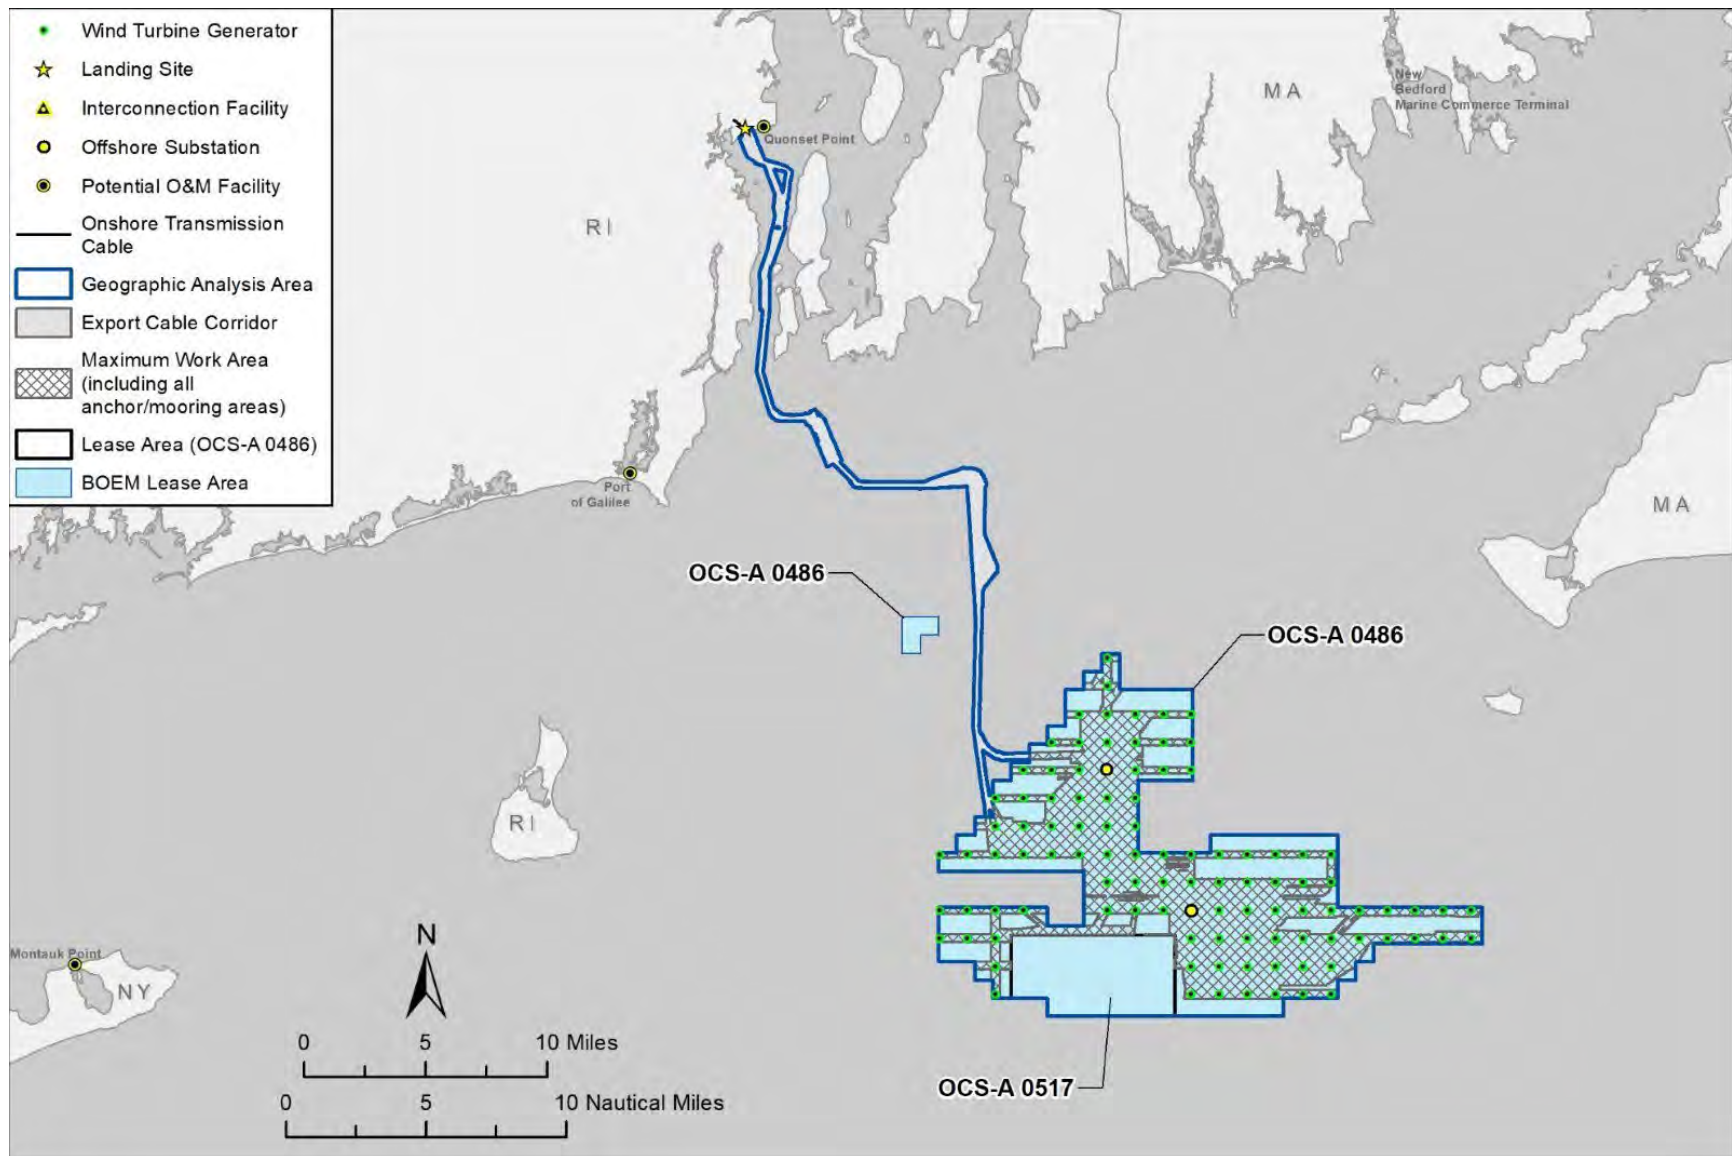 Wind Turbine Generator
Landing Site
Interconnection Facility
Offshore Substation
Potential O&M Facility
Onshore Transmission
Cable
Geographic Analysis Area
Export Cable Corridor
Maximum Work Area
(including all
anchor/mooring areas)
Lease Area (OCS-A 0486)
BOEM Lease Area
MA
New
Bedford
Marine Commerce Terminal
Quonset Point
RI
Port
of Galilee
MA
OCS-A 0486
OCS-A 0486
RI
Montauk Point
NY
N
0 5 10 Miles
0 5 10 Nautical Miles
OCS-A 0517